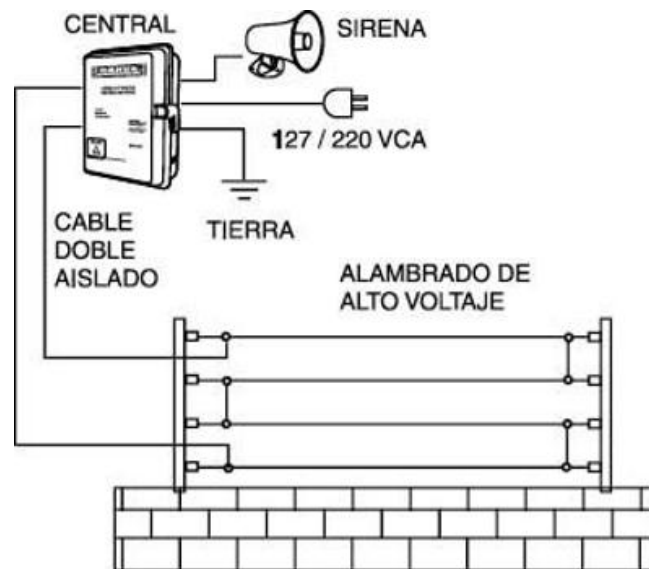 CENTRAL
SIRENA
127 / 220 VCA
TIERRA
CABLE
DOBLE
AISLADO
ALAMBRADO DE
ALTO VOLTAJE